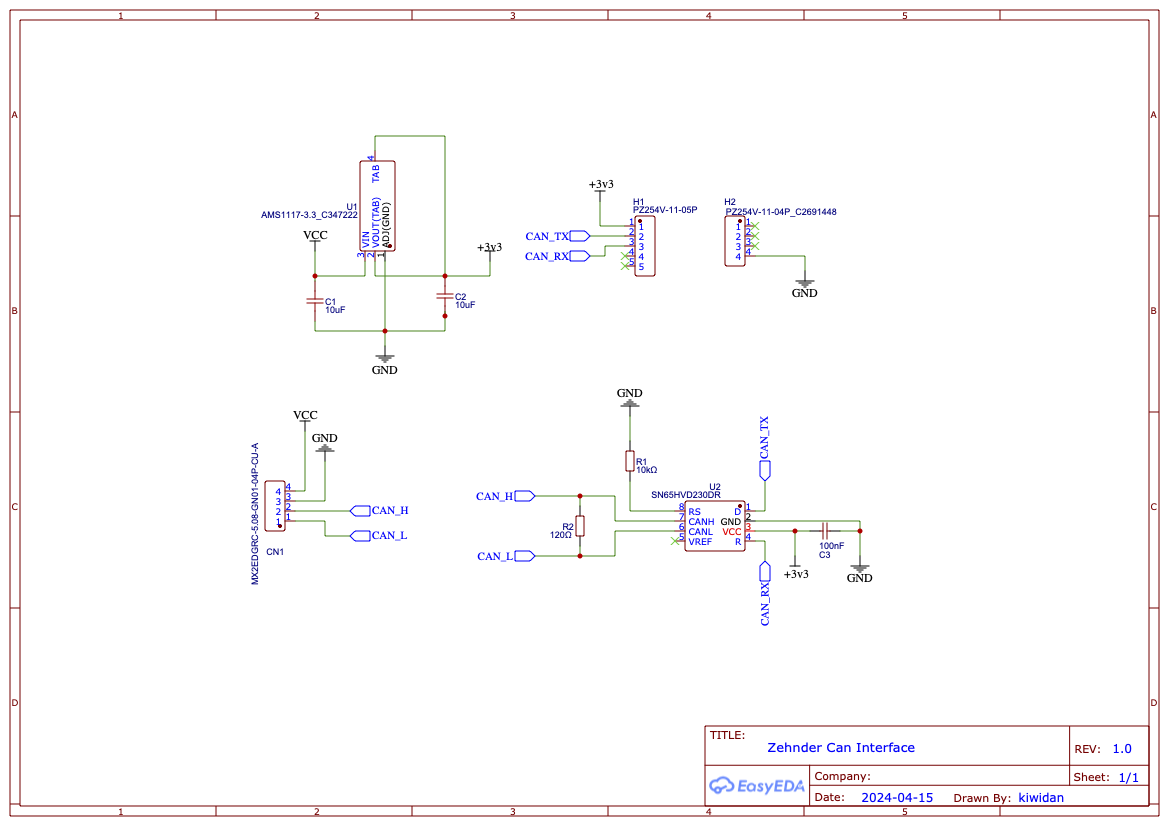 1 2 3 4 5
A A
B B
C C
D D
1 2 3 4 5
U1
AMS1117-3.3_C347222
4
TAB
VIN
VOUT(TAB)
ADJ(GND)
3 2 1
VCC
+3v3
C1
10uF
C2
10uF
GND
+3v3
H1
PZ254V-11-05P
CAN_TX
CAN_RX
1 1
2 2
3 3
4 4
5 5
H2
PZ254V-11-04P_C2691448
1 1
2 2
3 3
4 4
GND
VCC
GND
MX2EDGRC-5.08-GN01-04P-CU-A
4 4
3 3
2 2
1 1
CN1
CAN_H
CAN_L
GND
R1
10kΩ
CAN_H
CAN_L
R2
120Ω
U2
SN65HVD230DR
8 RS D 1
7 CANH GND 2
6 CANL VCC 3
5 VREF R 4
CAN_TX
CAN_RX
+3v3
100nF
C3
GND
TITLE:
Zehnder Can Interface
REV: 1.0
EasyEDA
Company:
Sheet: 1/1
Date: 2024-04-15 Drawn By: kiwidan